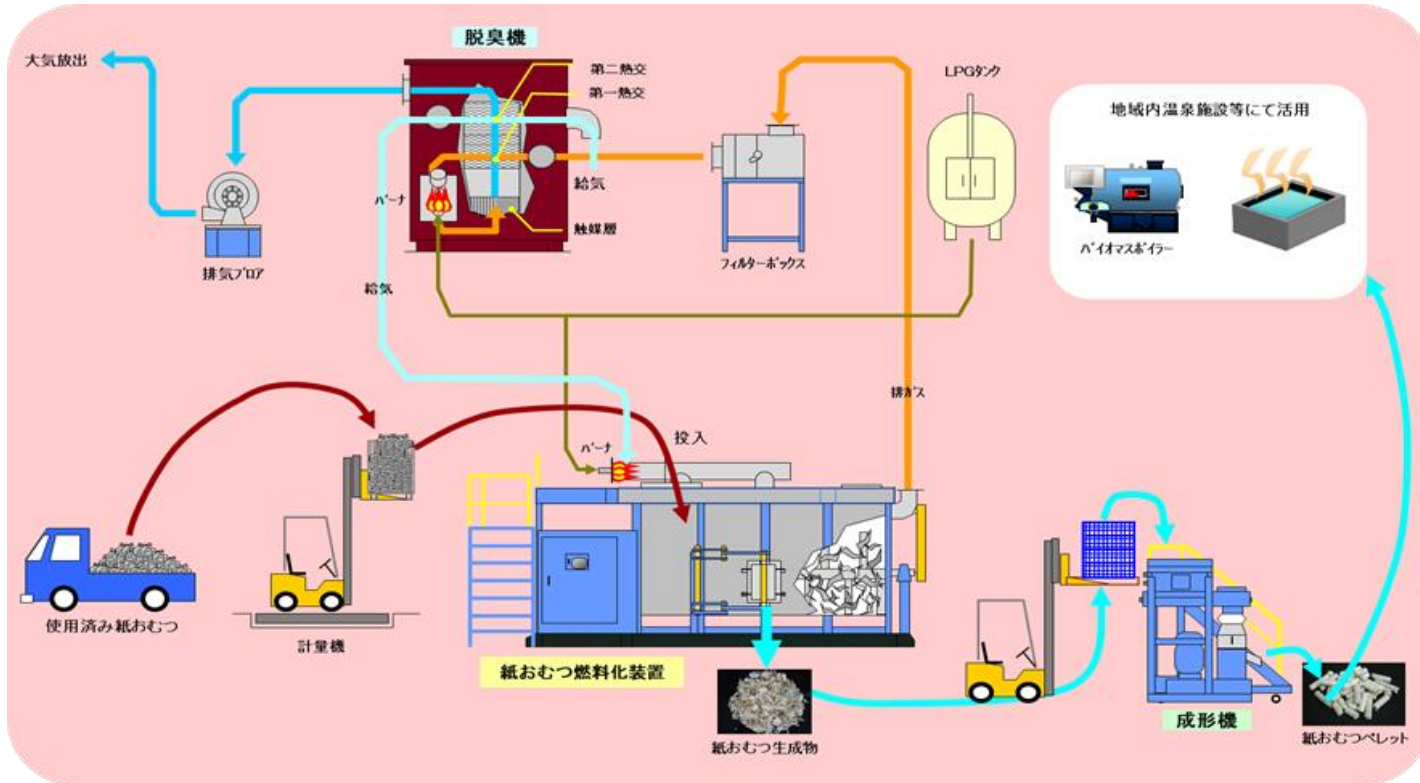 脱臭機
大気放出
第二熱交
第一熱交
LPGﾀﾝｸ
地域内温泉施設等にて活用
ﾊﾞｰﾅ
給気
触媒層
排気ﾌﾞﾛｱ
ﾌｨﾙﾀｰﾎﾞｯｸｽ
ﾊﾞｲｵﾏｽﾎﾞｲﾗｰ
給気
排ｶﾞｽ
ﾊﾞｰﾅ
投入
使用済み紙おむつ
計量機
紙おむつ燃料化装置
紙おむつ生成物
成形機
紙おむつペレット